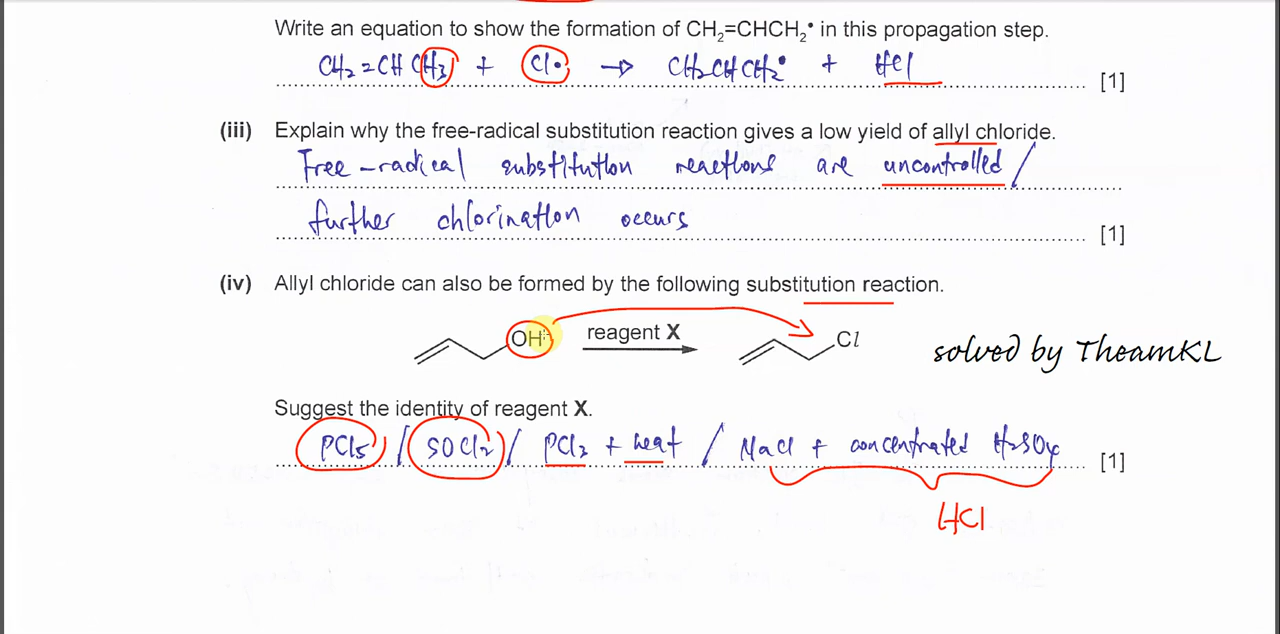 Write an equation to show the formation of CH₂=CHCH₂• in this propagation step.
CH₂=CHCH₃ + Cl• → CH₂CHCH₂• + HCl
[1]
(iii) Explain why the free-radical substitution reaction gives a low yield of allyl chloride.
Free-radical substitution reactions are uncontrolled /
further chlorination occurs
[1]
(iv) Allyl chloride can also be formed by the following substitution reaction.
OH reagent X Cl
solved by TheamKL
Suggest the identity of reagent X.
PCl₅ / SOCl₂ / PCl₃ + heat / NaCl + concentrated H₂SO₄ [1]
HCl